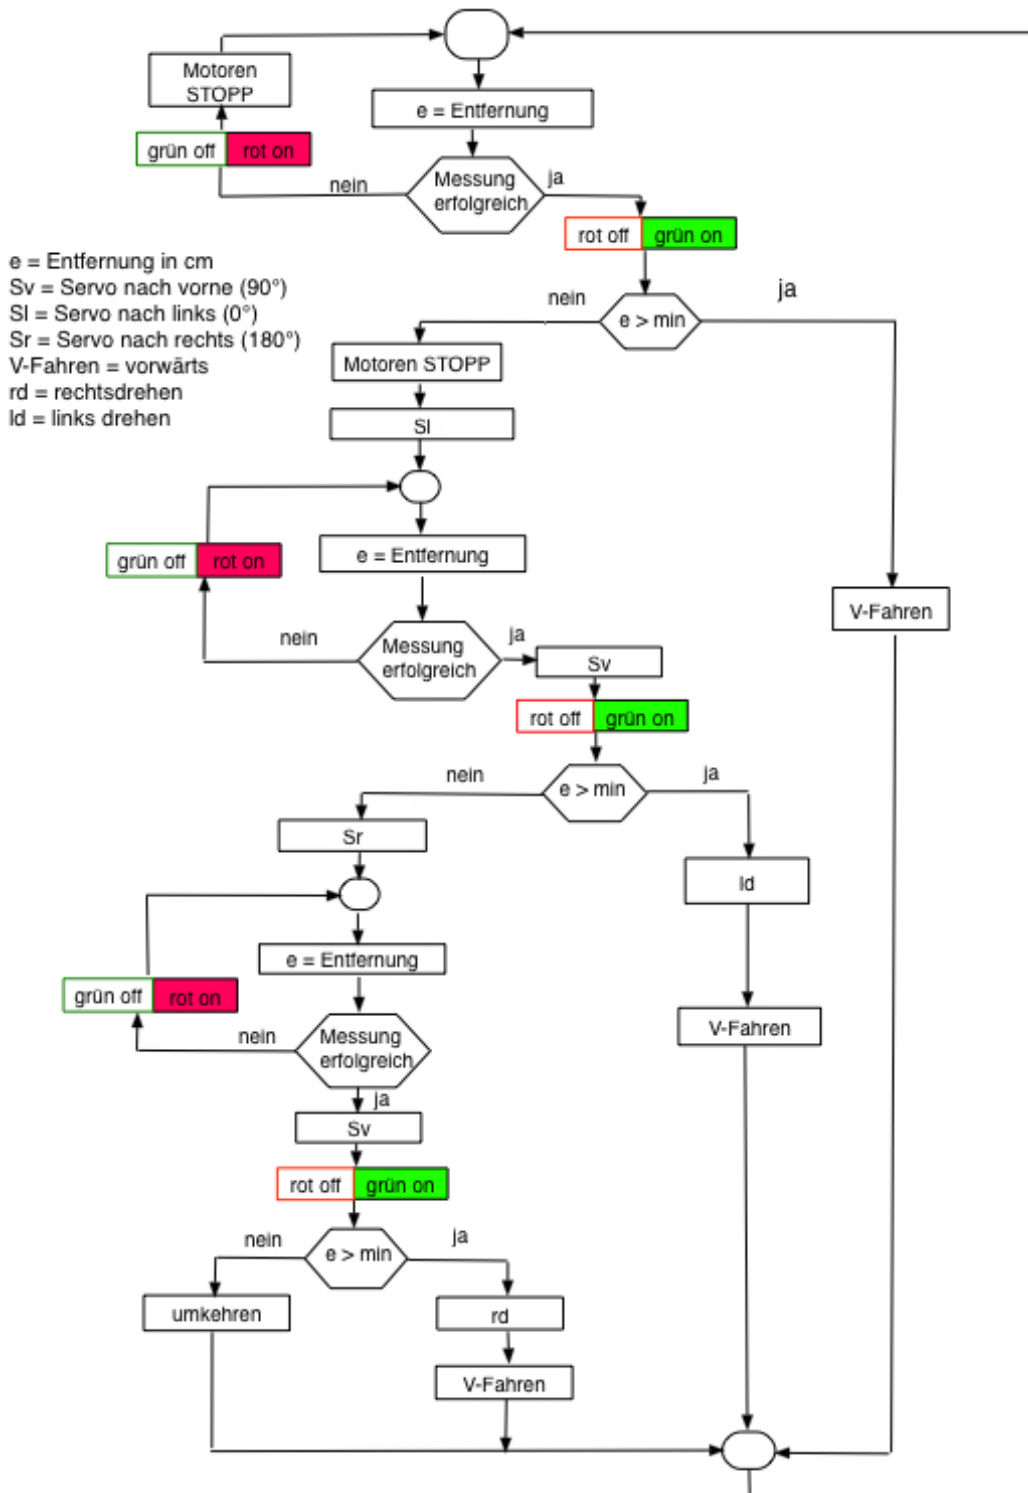 Motoren
STOPP
e = Entfernung
grün off rot on
nein
Messung
erfolgreich
ja
rot off grün on
e = Entfernung in cm
Sv = Servo nach vorne (90°)
Sl = Servo nach links (0°)
Sr = Servo nach rechts (180°)
V-Fahren = vorwärts
rd = rechtsdrehen
ld = links drehen
nein
e > min
ja
Motoren STOPP
Sl
grün off rot on
e = Entfernung
V-Fahren
nein
Messung
erfolgreich
ja
Sv
rot off grün on
nein
e > min
ja
Sr
ld
e = Entfernung
grün off rot on
V-Fahren
nein
Messung
erfolgreich
ja
Sv
rot off grün on
nein
e > min
ja
umkehren
rd
V-Fahren